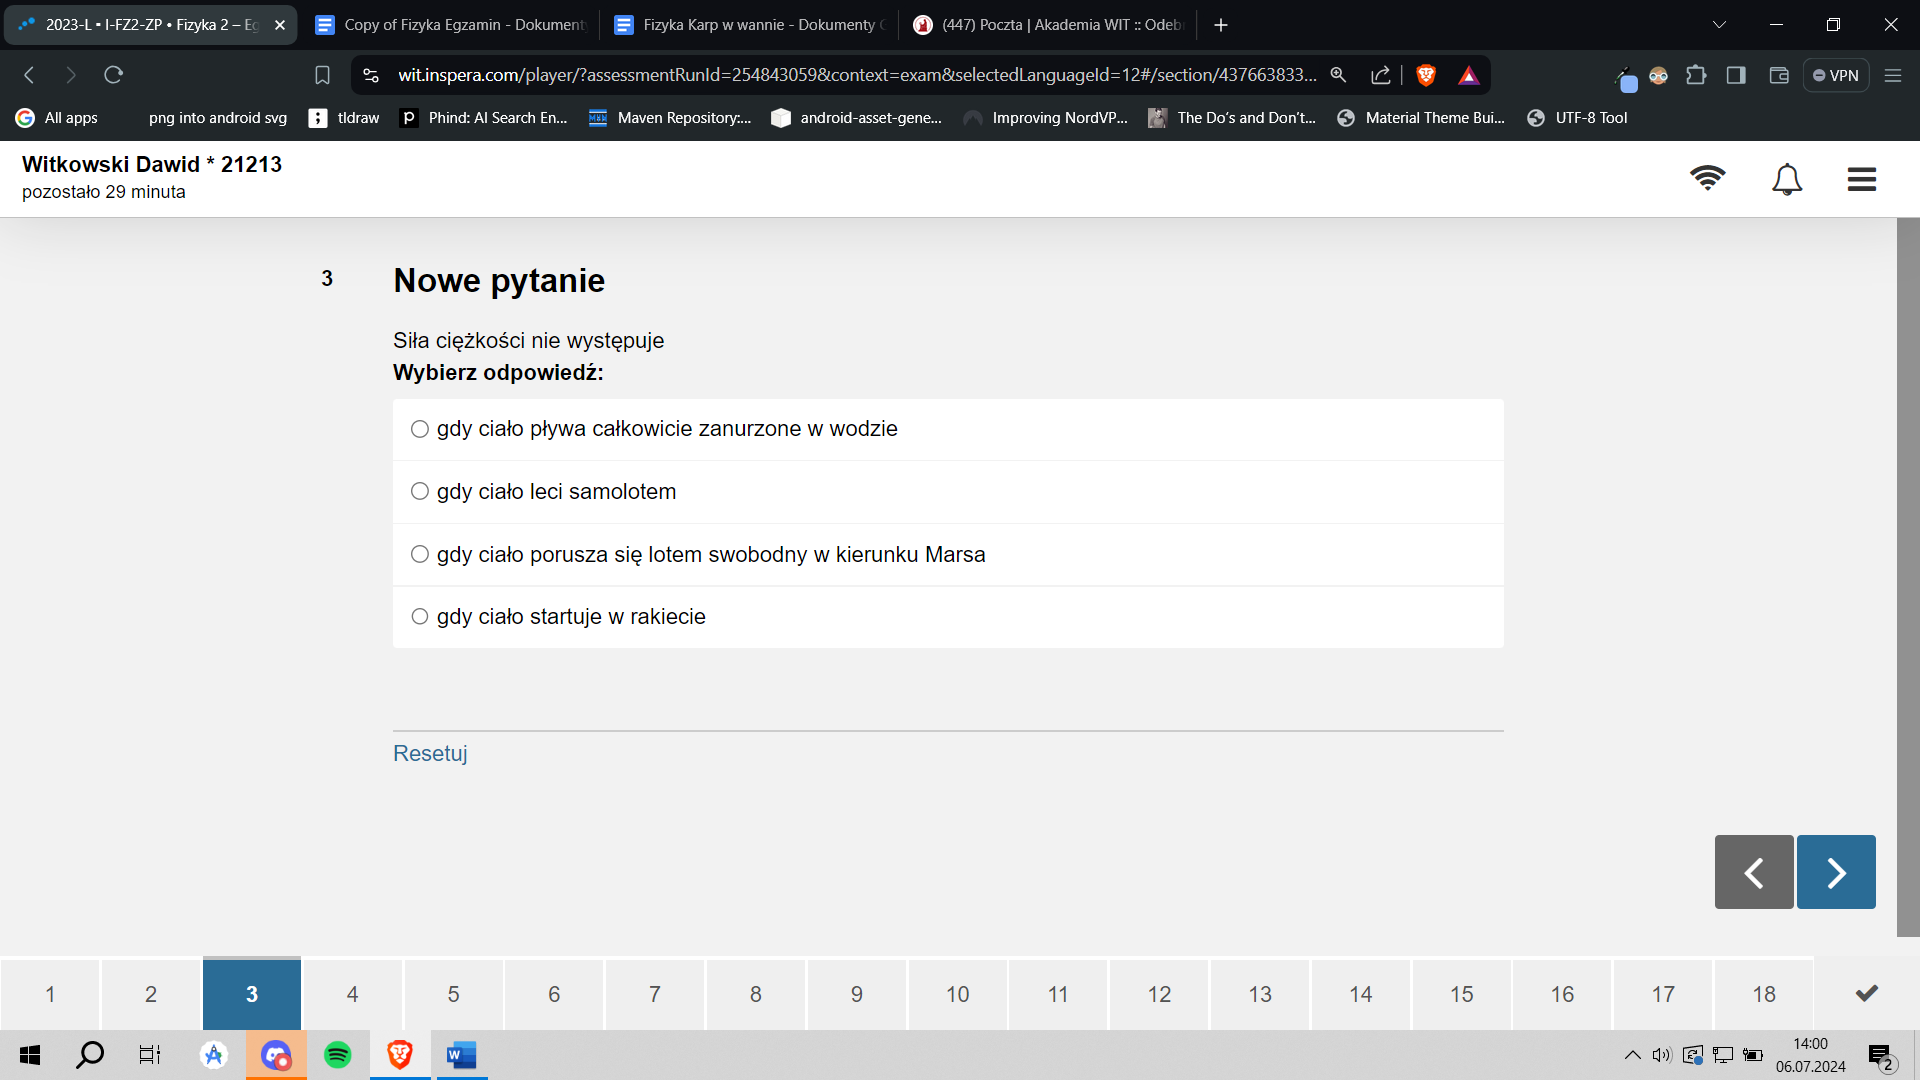 2023-L • I-FZ2-ZP • Fizyka 2 – Eg
Copy of Fizyka Egzamin - Dokument
Fizyka Karp w wannie - Dokumenty
(447) Poczta | Akademia WIT :: Odeb
wit.inspera.com/player/?assessmentRunId=254843059&context=exam&selectedLanguageId=12#/section/437663833...
VPN
All apps
png into android svg
tldraw
Phind: AI Search En...
Maven Repository:...
android-asset-gene...
Improving NordVP...
The Do's and Don't...
Material Theme Bui...
UTF-8 Tool
Witkowski Dawid * 21213
pozostało 29 minuta
3
Nowe pytanie
Siła ciężkości nie występuje
Wybierz odpowiedź:
gdy ciało pływa całkowicie zanurzone w wodzie
gdy ciało leci samolotem
gdy ciało porusza się lotem swobodny w kierunku Marsa
gdy ciało startuje w rakiecie
Resetuj
1 2 3 4 5 6 7 8 9 10 11 12 13 14 15 16 17 18
14:00
06.07.2024
2